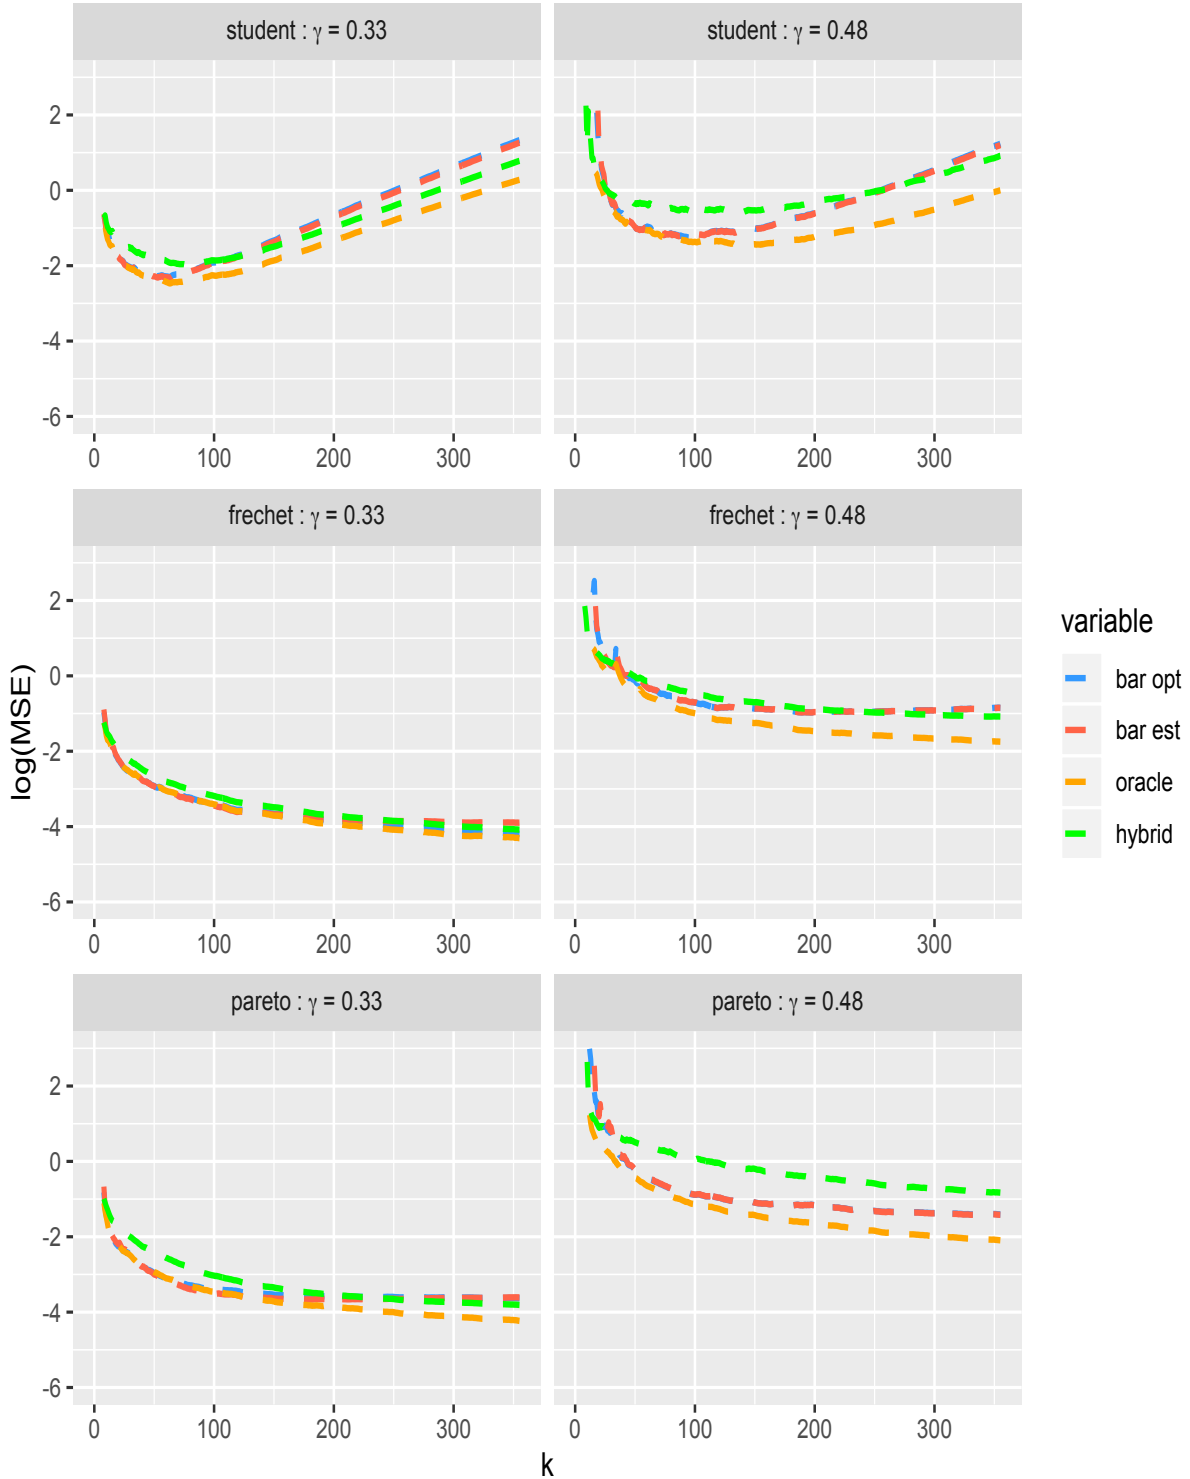 student : γ = 0.33 student : γ = 0.48
2
0
-2
-4
-6
0 100 200 300 0 100 200 300
frechet : γ = 0.33 frechet : γ = 0.48
2
0
-2
-4
-6
0 100 200 300 0 100 200 300
pareto : γ = 0.33 pareto : γ = 0.48
2
0
-2
-4
-6
0 100 200 300 0 100 200 300
log(MSE)
k
variable
bar opt
bar est
oracle
hybrid